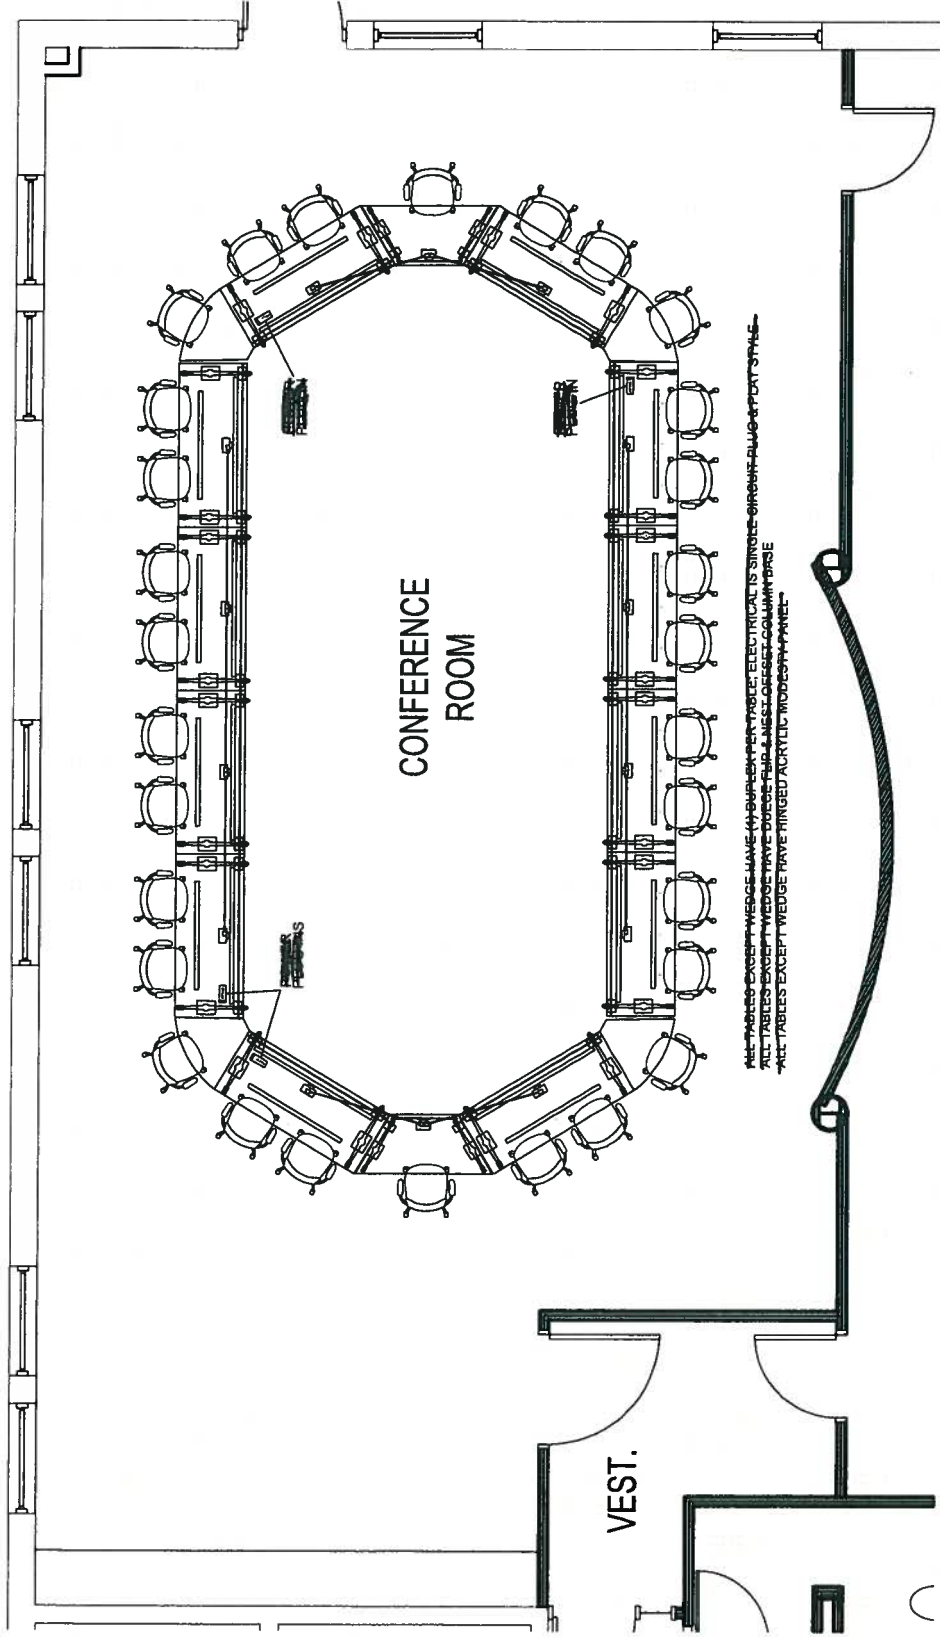 CONFERENCE
ROOM
VEST.
ALL TABLES EXCEPT WEDGE HAVE (1) DUPLEX PER TABLE; ELECTRICAL IS SINGLE CIRCUIT PLUG & PLAY STYLE
ALL TABLES EXCEPT WEDGE HAVE FLIP & NEST OFFSET COLUMN BASE
ALL TABLES EXCEPT WEDGE HAVE HINGED ACRYLIC MODESTY PANEL